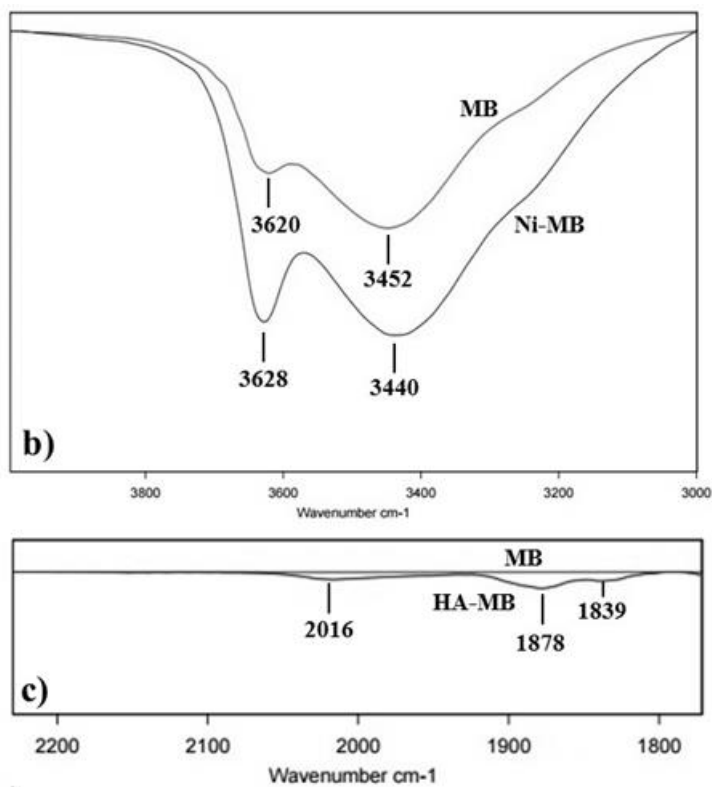 MB
Ni-MB
3620
3452
3628
3440
b)
3800 3600 3400 3200 3000
Wavenumber cm-1
MB
HA-MB
2016
1878
1839
c)
2200 2100 2000 1900 1800
Wavenumber cm-1